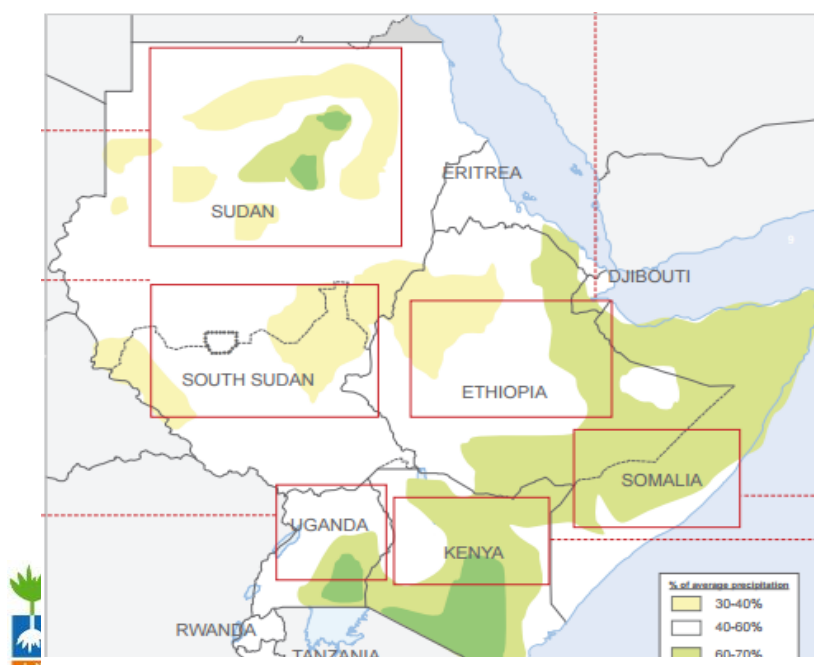 ERITREA
SUDAN
DJIBOUTI
SOUTH SUDAN
ETHIOPIA
SOMALIA
UGANDA
KENYA
% of average precipitation
30-40%
40-60%
60-70%
RWANDA
TANZANIA
9